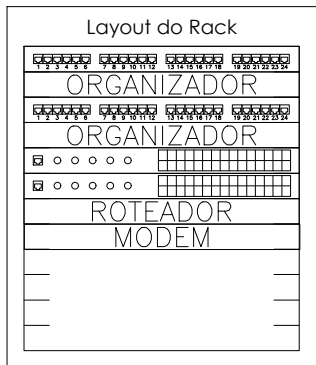 Layout do Rack
1 2 3 4 5 6 7 8 9 10 11 12 13 14 15 16 17 18 19 20 21 22 23 24
ORGANIZADOR
1 2 3 4 5 6 7 8 9 10 11 12 13 14 15 16 17 18 19 20 21 22 23 24
ORGANIZADOR
ROTEADOR
MODEM